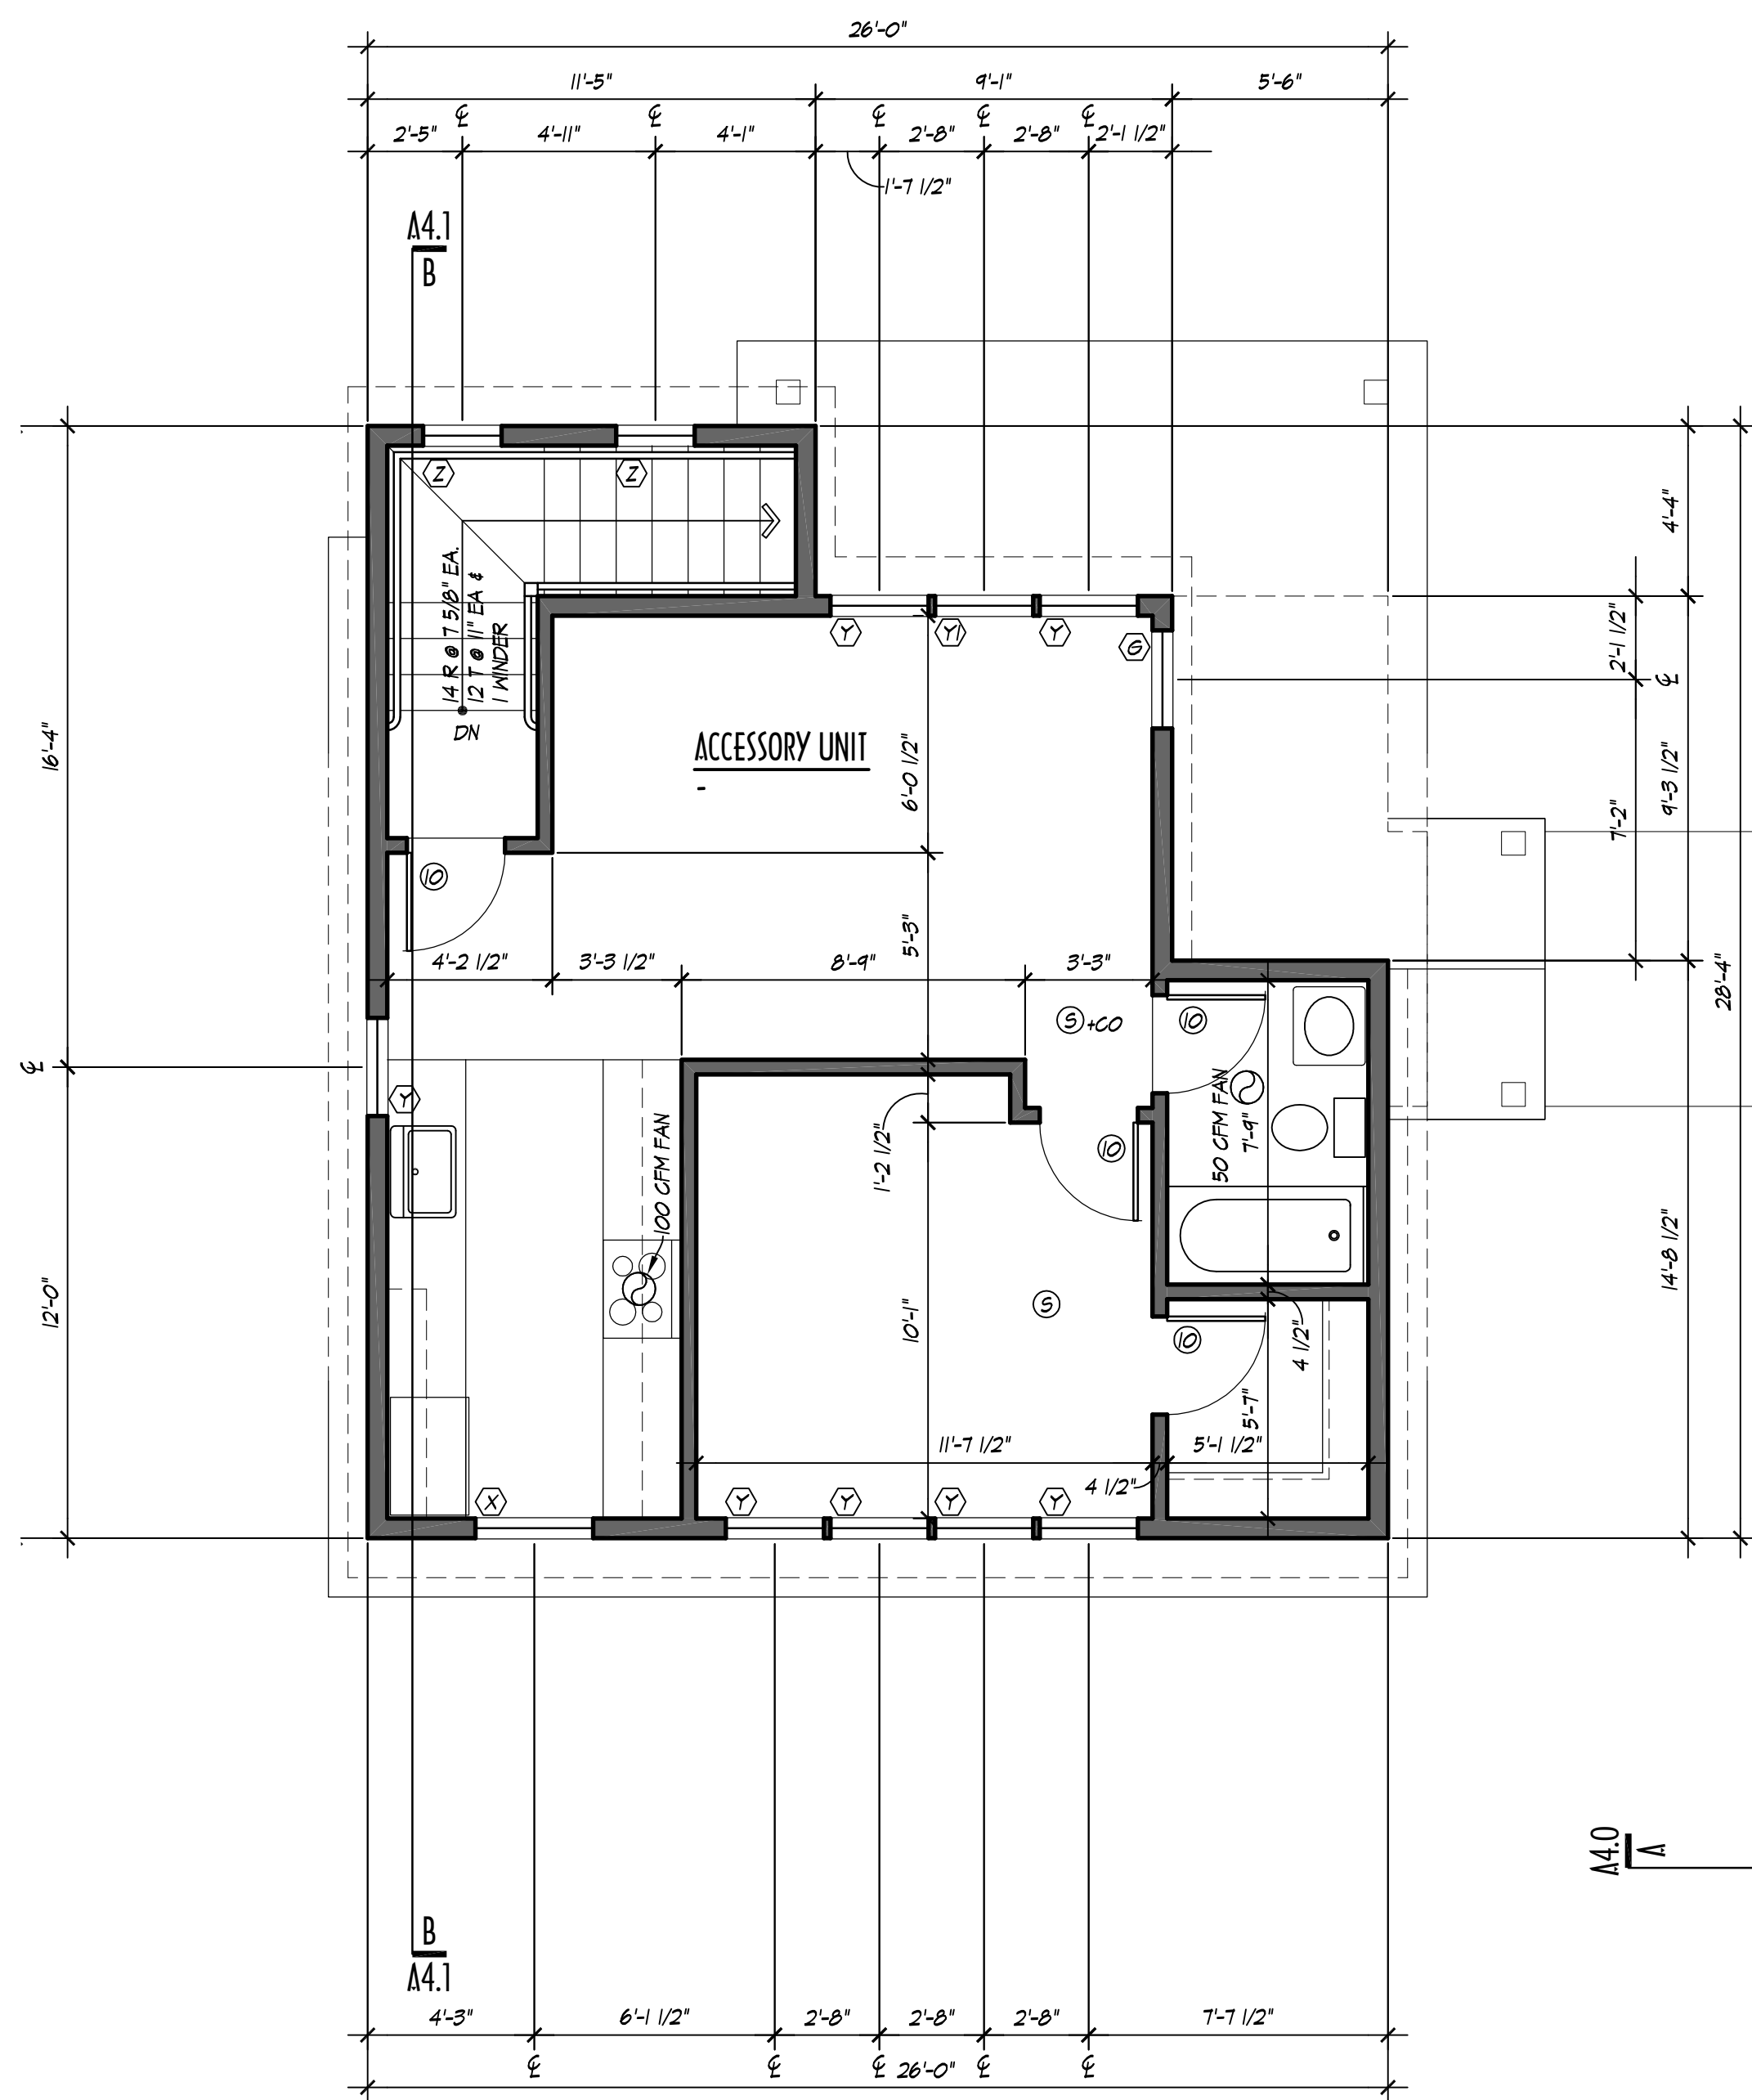 26'-0"
11'-5" 9'-1" 5'-6"
℄ ℄ ℄ ℄ ℄
2'-5" 4'-11" 4'-1" 2'-8" 2'-8" 2'-1 1/2"
1'-7 1/2"
A4.1
B
Z Z
14 R @ 7 5/8" EA.
12 T @ 11" EA &
1 WINDER
DN
Y Y1 Y G
ACCESSORY UNIT
-
4'-4"
2'-1 1/2"
℄
9'-3 1/2"
7'-2"
28'-4"
14'-8 1/2"
16'-4"
℄
12'-0"
6'-0 1/2"
5'-3"
10
4'-2 1/2" 3'-3 1/2" 8'-9" 3'-3"
S +CO
10
Y
50 CFM FAN
7'-9"
1'-2 1/2"
10
100 CFM FAN
S
10'-1"
10
4 1/2"
5'-7"
11'-7 1/2" 5'-1 1/2"
4 1/2"
X Y Y Y Y
A4.0
A
B
A4.1
4'-3" 6'-1 1/2" 2'-8" 2'-8" 2'-8" 7'-7 1/2"
℄ ℄ ℄ 26'-0" ℄ ℄